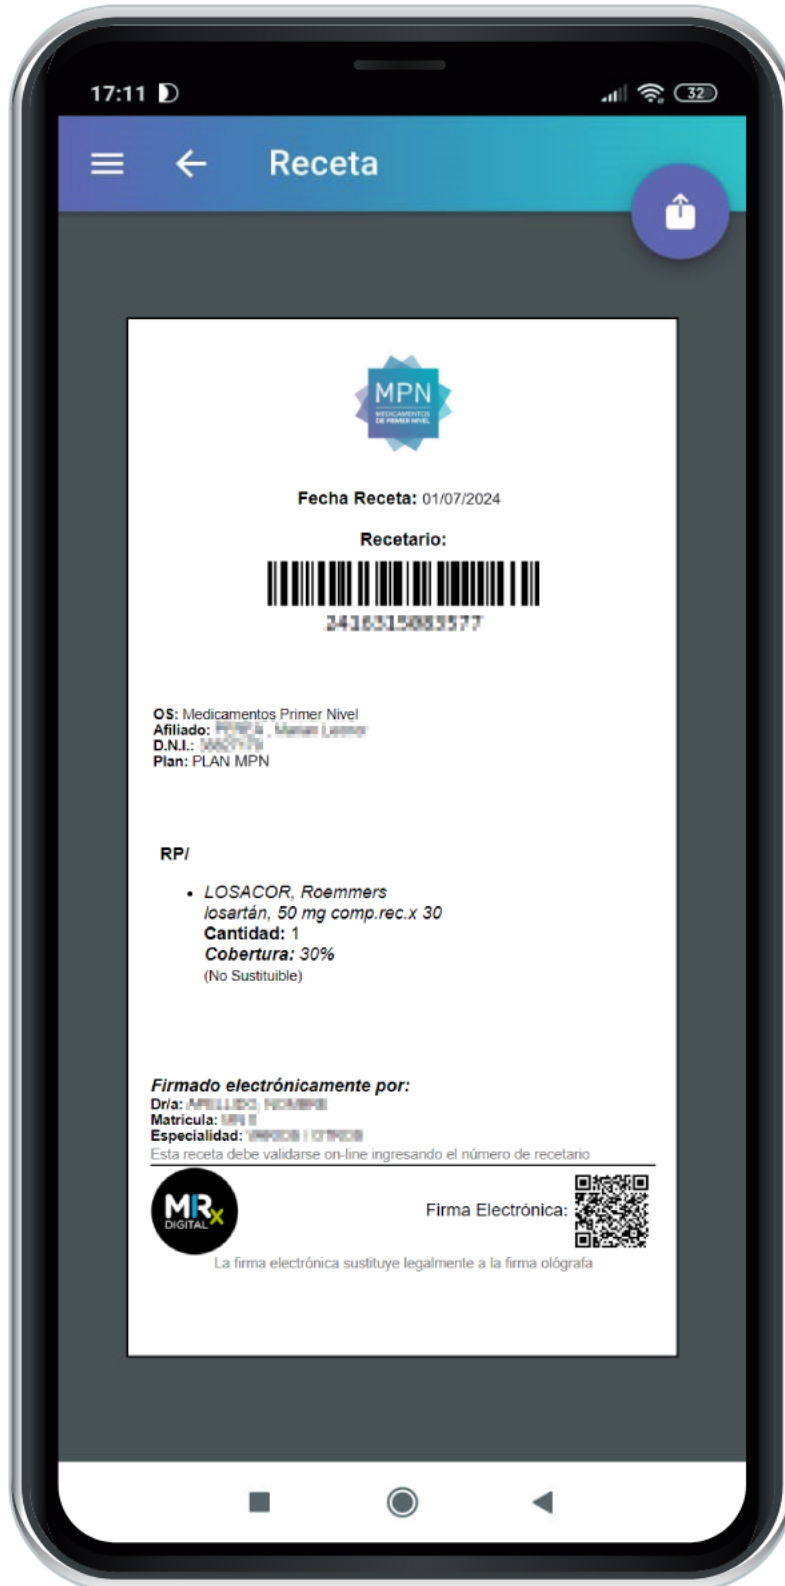 17:11
32
Receta
MPN
MEDICAMENTOS
DE PRIMER NIVEL
Fecha Receta: 01/07/2024
Recetario:
OS: Medicamentos Primer Nivel
Afiliado:
D.N.I.:
Plan: PLAN MPN
RP/
• LOSACOR, Roemmers
losartán, 50 mg comp.rec.x 30
Cantidad: 1
Cobertura: 30%
(No Sustituible)
Firmado electrónicamente por:
Dr/a:
Matricula:
Especialidad:
Esta receta debe validarse on-line ingresando el número de recetario
MRx
DIGITAL
Firma Electrónica:
La firma electrónica sustituye legalmente a la firma ológrafa